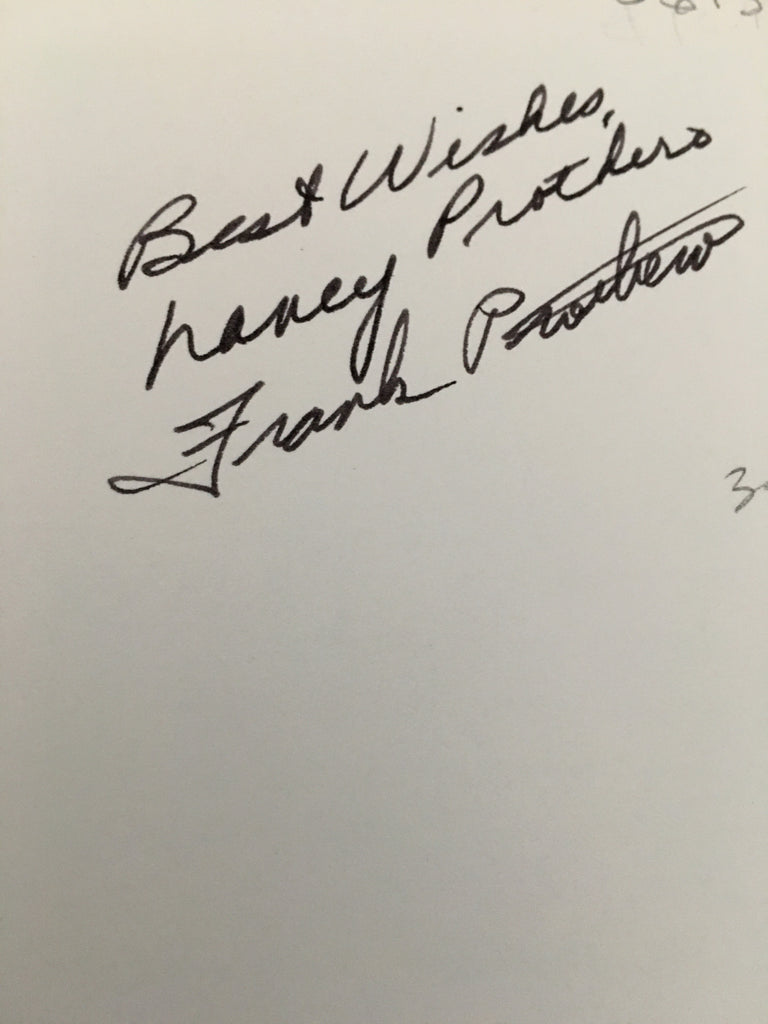 Best Wishes,
Nancy Prothero
Frank Prothero